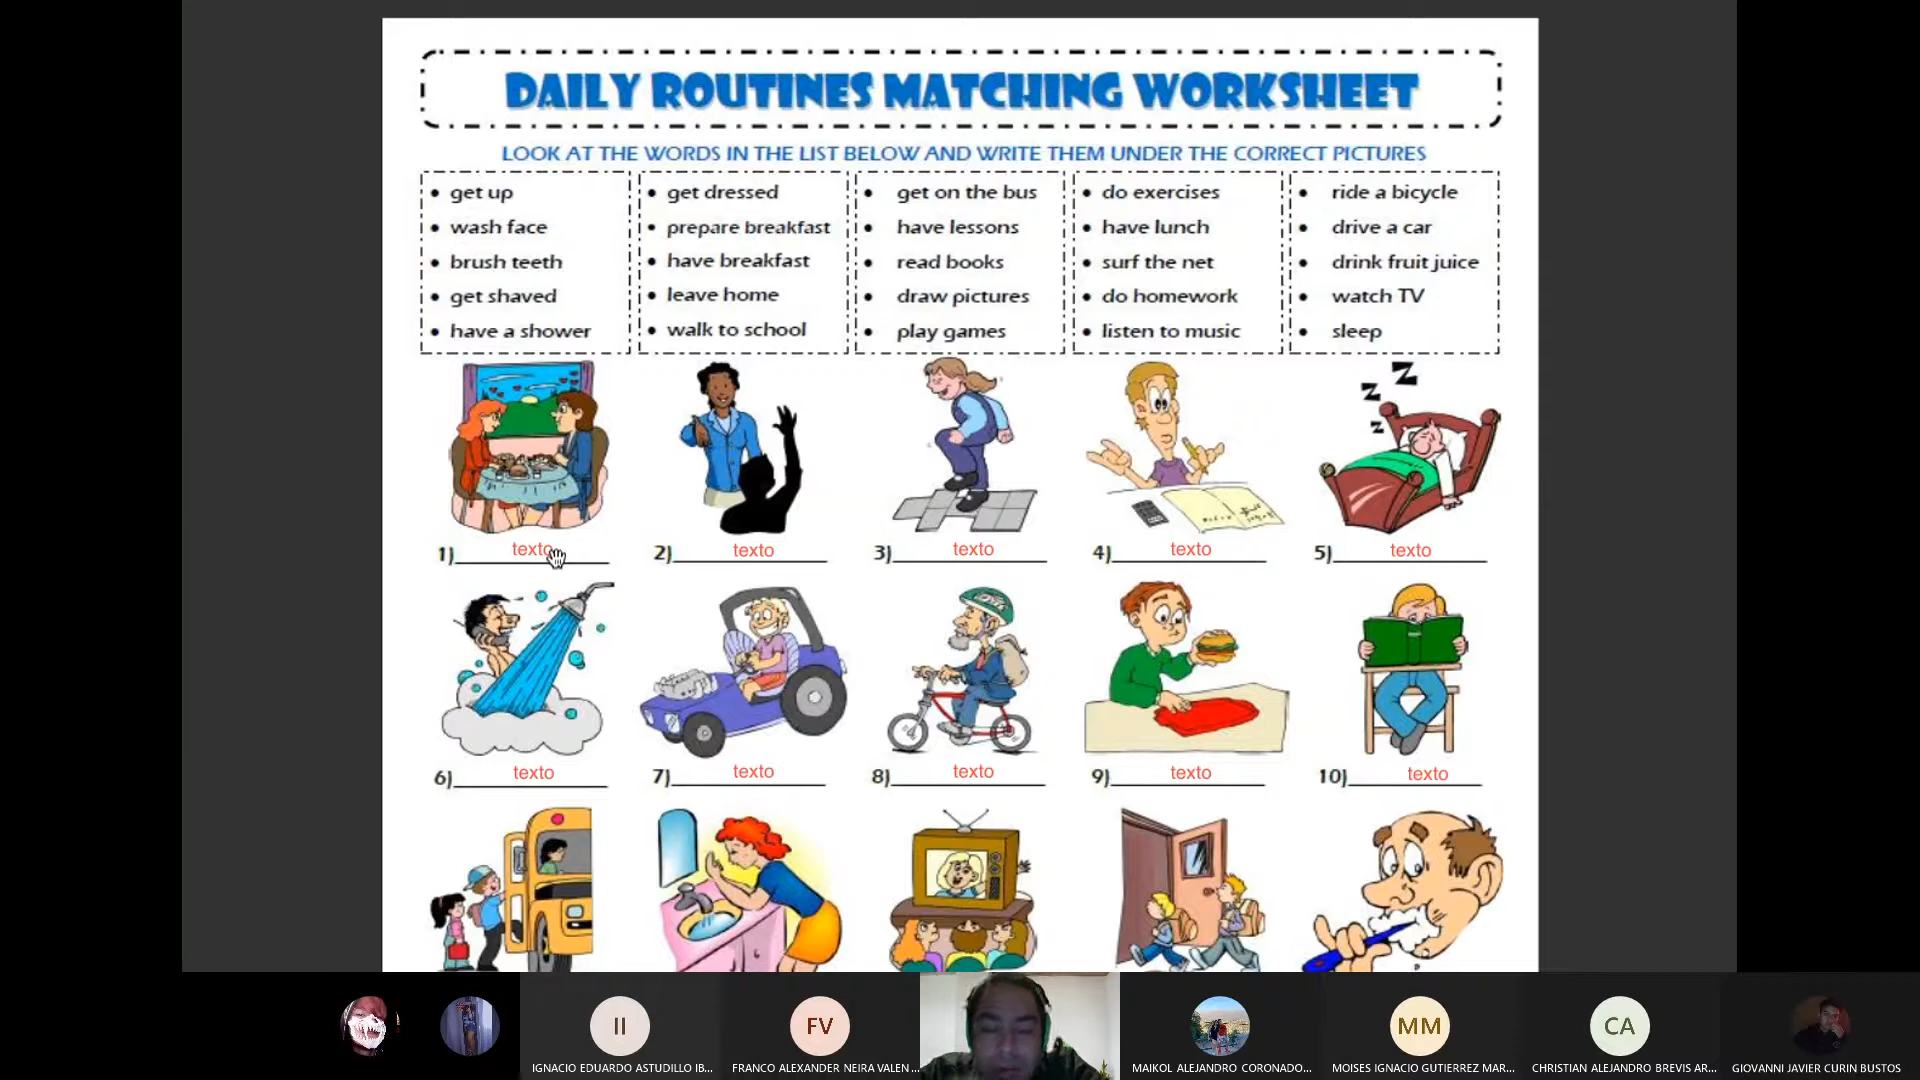 DAILY ROUTINES MATCHING WORKSHEET
LOOK AT THE WORDS IN THE LIST BELOW AND WRITE THEM UNDER THE CORRECT PICTURES
• get up
• wash face
• brush teeth
• get shaved
• have a shower
• get dressed
• prepare breakfast
• have breakfast
• leave home
• walk to school
• get on the bus
• have lessons
• read books
• draw pictures
• play games
• do exercises
• have lunch
• surf the net
• do homework
• listen to music
• ride a bicycle
• drive a car
• drink fruit juice
• watch TV
• sleep
z Z Z
1) texto 2) texto 3) texto 4) texto 5) texto
6) texto 7) texto 8) texto 9) texto 10) texto
II FV MM CA
IGNACIO EDUARDO ASTUDILLO IB... FRANCO ALEXANDER NEIRA VALEN... MAIKOL ALEJANDRO CORONADO... MOISES IGNACIO GUTIERREZ MAR... CHRISTIAN ALEJANDRO BREVIS AR... GIOVANNI JAVIER CURIN BUSTOS